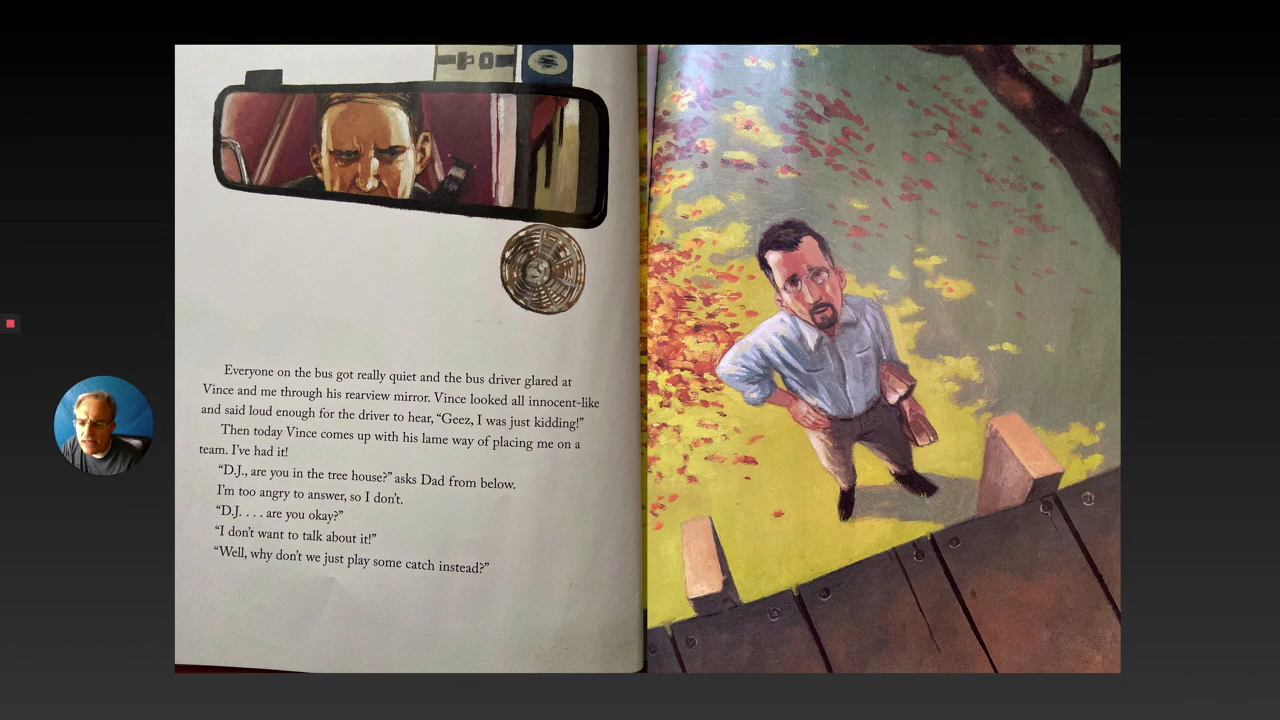 Everyone on the bus got really quiet and the bus driver glared at
Vince and me through his rearview mirror. Vince looked all innocent-like
and said loud enough for the driver to hear, “Geez, I was just kidding!”
Then today Vince comes up with his lame way of placing me on a
team. I’ve had it!
“D.J., are you in the tree house?” asks Dad from below.
I’m too angry to answer, so I don’t.
“D.J. . . . are you okay?”
“I don’t want to talk about it!”
“Well, why don’t we just play some catch instead?”